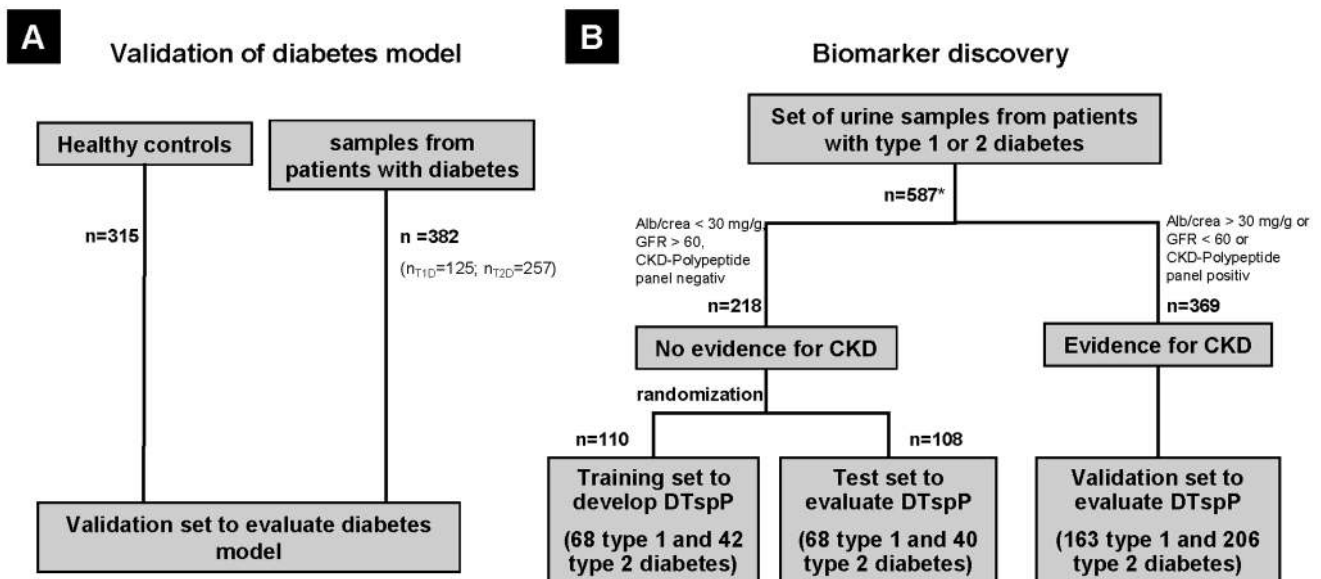 A
Validation of diabetes model
Healthy controls
samples from
patients with diabetes
n=315
n =382
(nT1D=125; nT2D=257)
Validation set to evaluate diabetes
model
B
Biomarker discovery
Set of urine samples from patients
with type 1 or 2 diabetes
n=587*
Alb/crea < 30 mg/g,
GFR > 60,
CKD-Polypeptide
panel negativ
n=218
Alb/crea > 30 mg/g or
GFR < 60 or
CKD-Polypeptide
panel positiv
n=369
No evidence for CKD
Evidence for CKD
randomization
n=110
n=108
Training set to
develop DTspP
(68 type 1 and 42
type 2 diabetes)
Test set to
evaluate DTspP
(68 type 1 and 40
type 2 diabetes)
Validation set to
evaluate DTspP
(163 type 1 and 206
type 2 diabetes)